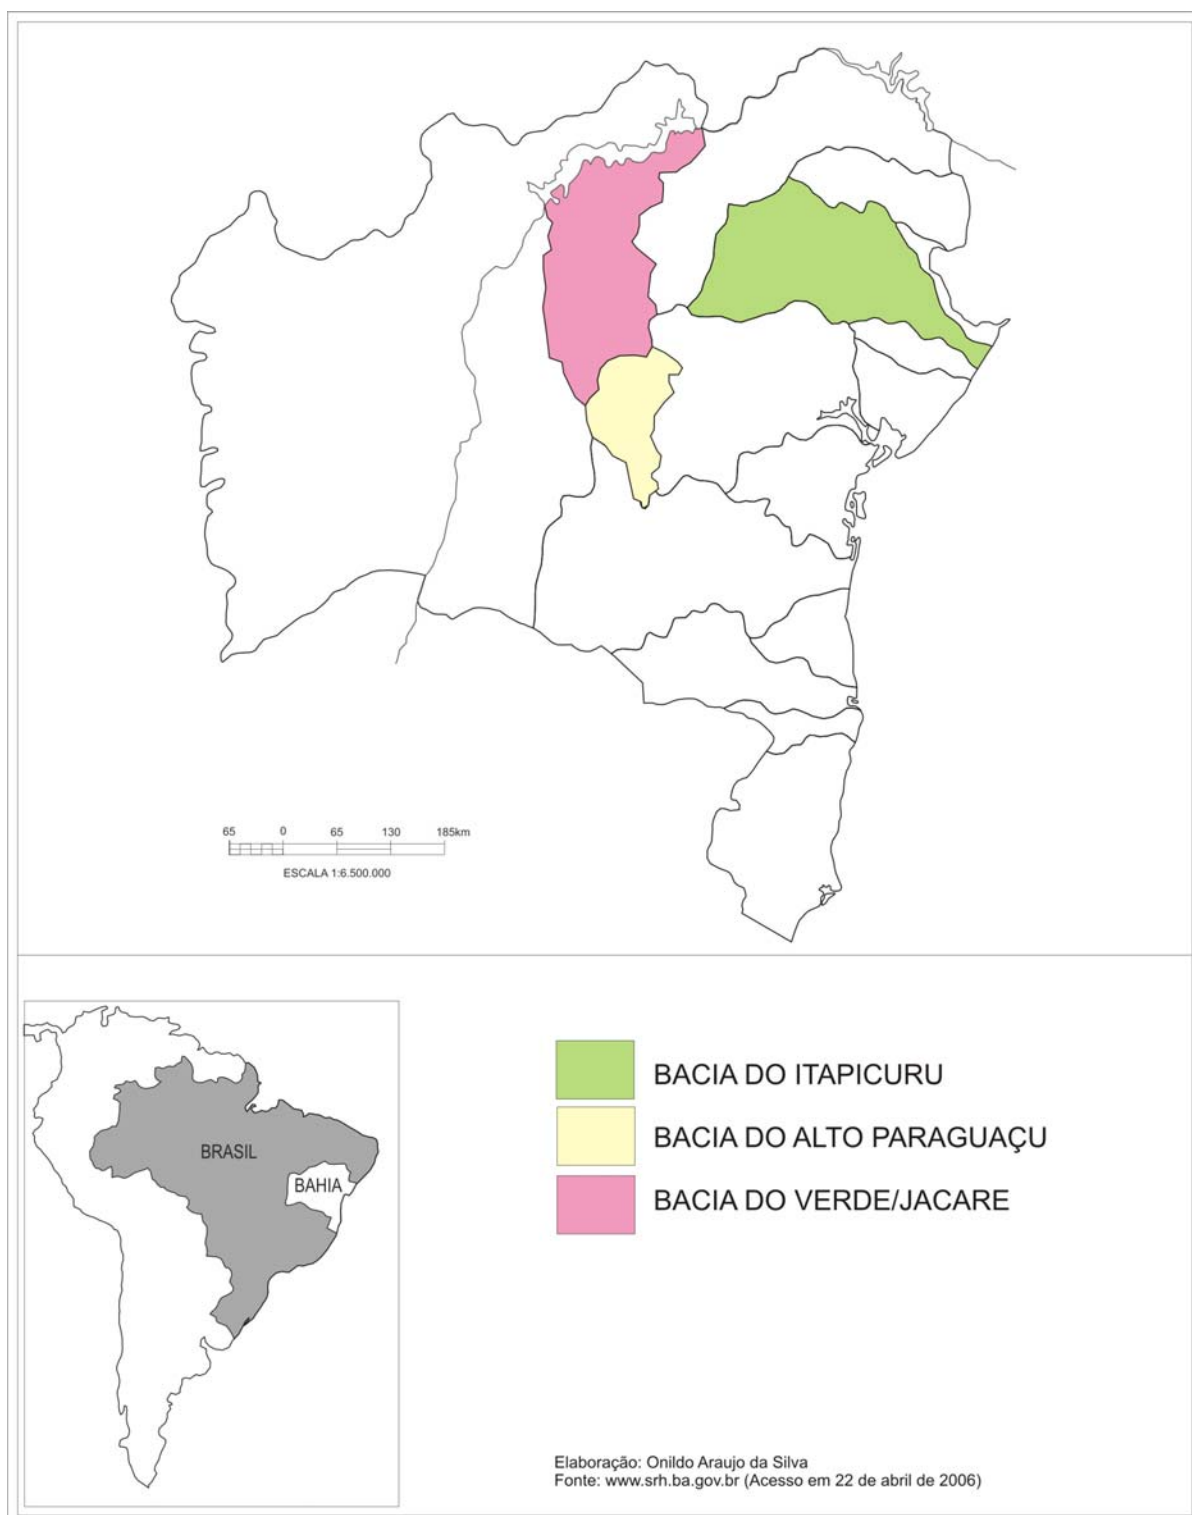 65 0 65 130 185km
ESCALA 1:6.500.000
BRASIL
BAHIA
BACIA DO ITAPICURU
BACIA DO ALTO PARAGUAÇU
BACIA DO VERDE/JACARE
Elaboração: Onildo Araujo da Silva
Fonte: www.srh.ba.gov.br (Acesso em 22 de abril de 2006)